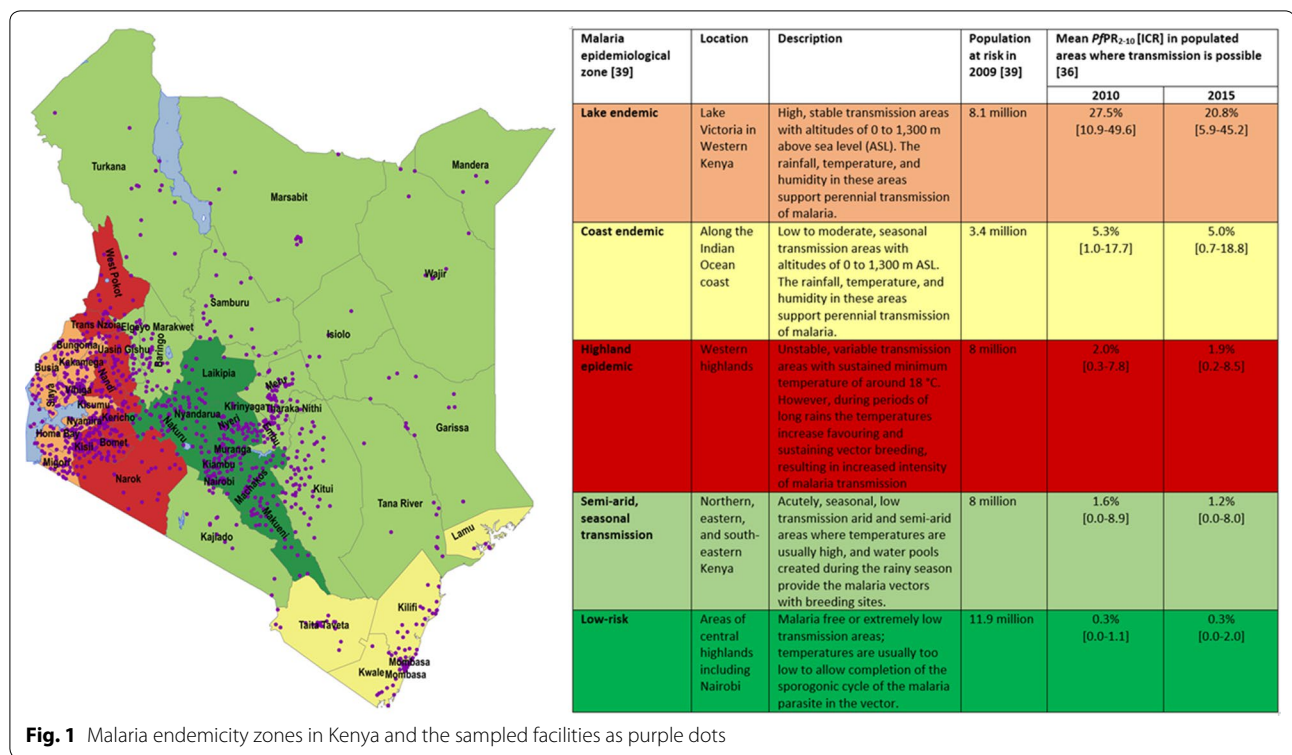 Turkana
Mandera
Marsabit
West Pokot
Wajir
Samburu
Trans Nzoia
Elgeyo Marakwet
Isiolo
Bungoma
Uasin Gishu
Baringo
Kakamega
Busia
Nandi
Laikipia
Meru
Siaya
Vihiga
Kisumu
Nyandarua
Kirinyaga
Tharaka-Nithi
Kericho
Nyamira
Nakuru
Nyeri
Embu
Garissa
Homa Bay
Kisii
Bomet
Muranga
Migori
Kiambu
Narok
Nairobi
Machakos
Kitui
Tana River
Makueni
Kajiado
Lamu
Kilifi
Taita Taveta
Mombasa
Kwale
Mombasa
Malaria
epidemiological
zone [39]
Location
Description
Population
at risk in
2009 [39]
Mean PfPR2-10 [ICR] in populated
areas where transmission is possible
[36]
2010
2015
Lake endemic
Lake
Victoria in
Western
Kenya
High, stable transmission areas
with altitudes of 0 to 1,300 m
above sea level (ASL). The
rainfall, temperature, and
humidity in these areas
support perennial transmission
of malaria.
8.1 million
27.5%
[10.9-49.6]
20.8%
[5.9-45.2]
Coast endemic
Along the
Indian
Ocean
coast
Low to moderate, seasonal
transmission areas with
altitudes of 0 to 1,300 m ASL.
The rainfall, temperature, and
humidity in these areas
support perennial transmission
of malaria.
3.4 million
5.3%
[1.0-17.7]
5.0%
[0.7-18.8]
Highland
epidemic
Western
highlands
Unstable, variable transmission
areas with sustained minimum
temperature of around 18 °C.
However, during periods of
long rains the temperatures
increase favouring and
sustaining vector breeding,
resulting in increased intensity
of malaria transmission
8 million
2.0%
[0.3-7.8]
1.9%
[0.2-8.5]
Semi-arid,
seasonal
transmission
Northern,
eastern,
and south-
eastern
Kenya
Acutely, seasonal, low
transmission arid and semi-arid
areas where temperatures are
usually high, and water pools
created during the rainy season
provide the malaria vectors
with breeding sites.
8 million
1.6%
[0.0-8.9]
1.2%
[0.0-8.0]
Low-risk
Areas of
central
highlands
including
Nairobi
Malaria free or extremely low
transmission areas;
temperatures are usually too
low to allow completion of the
sporogonic cycle of the malaria
parasite in the vector.
11.9 million
0.3%
[0.0-1.1]
0.3%
[0.0-2.0]
Fig. 1 Malaria endemicity zones in Kenya and the sampled facilities as purple dots